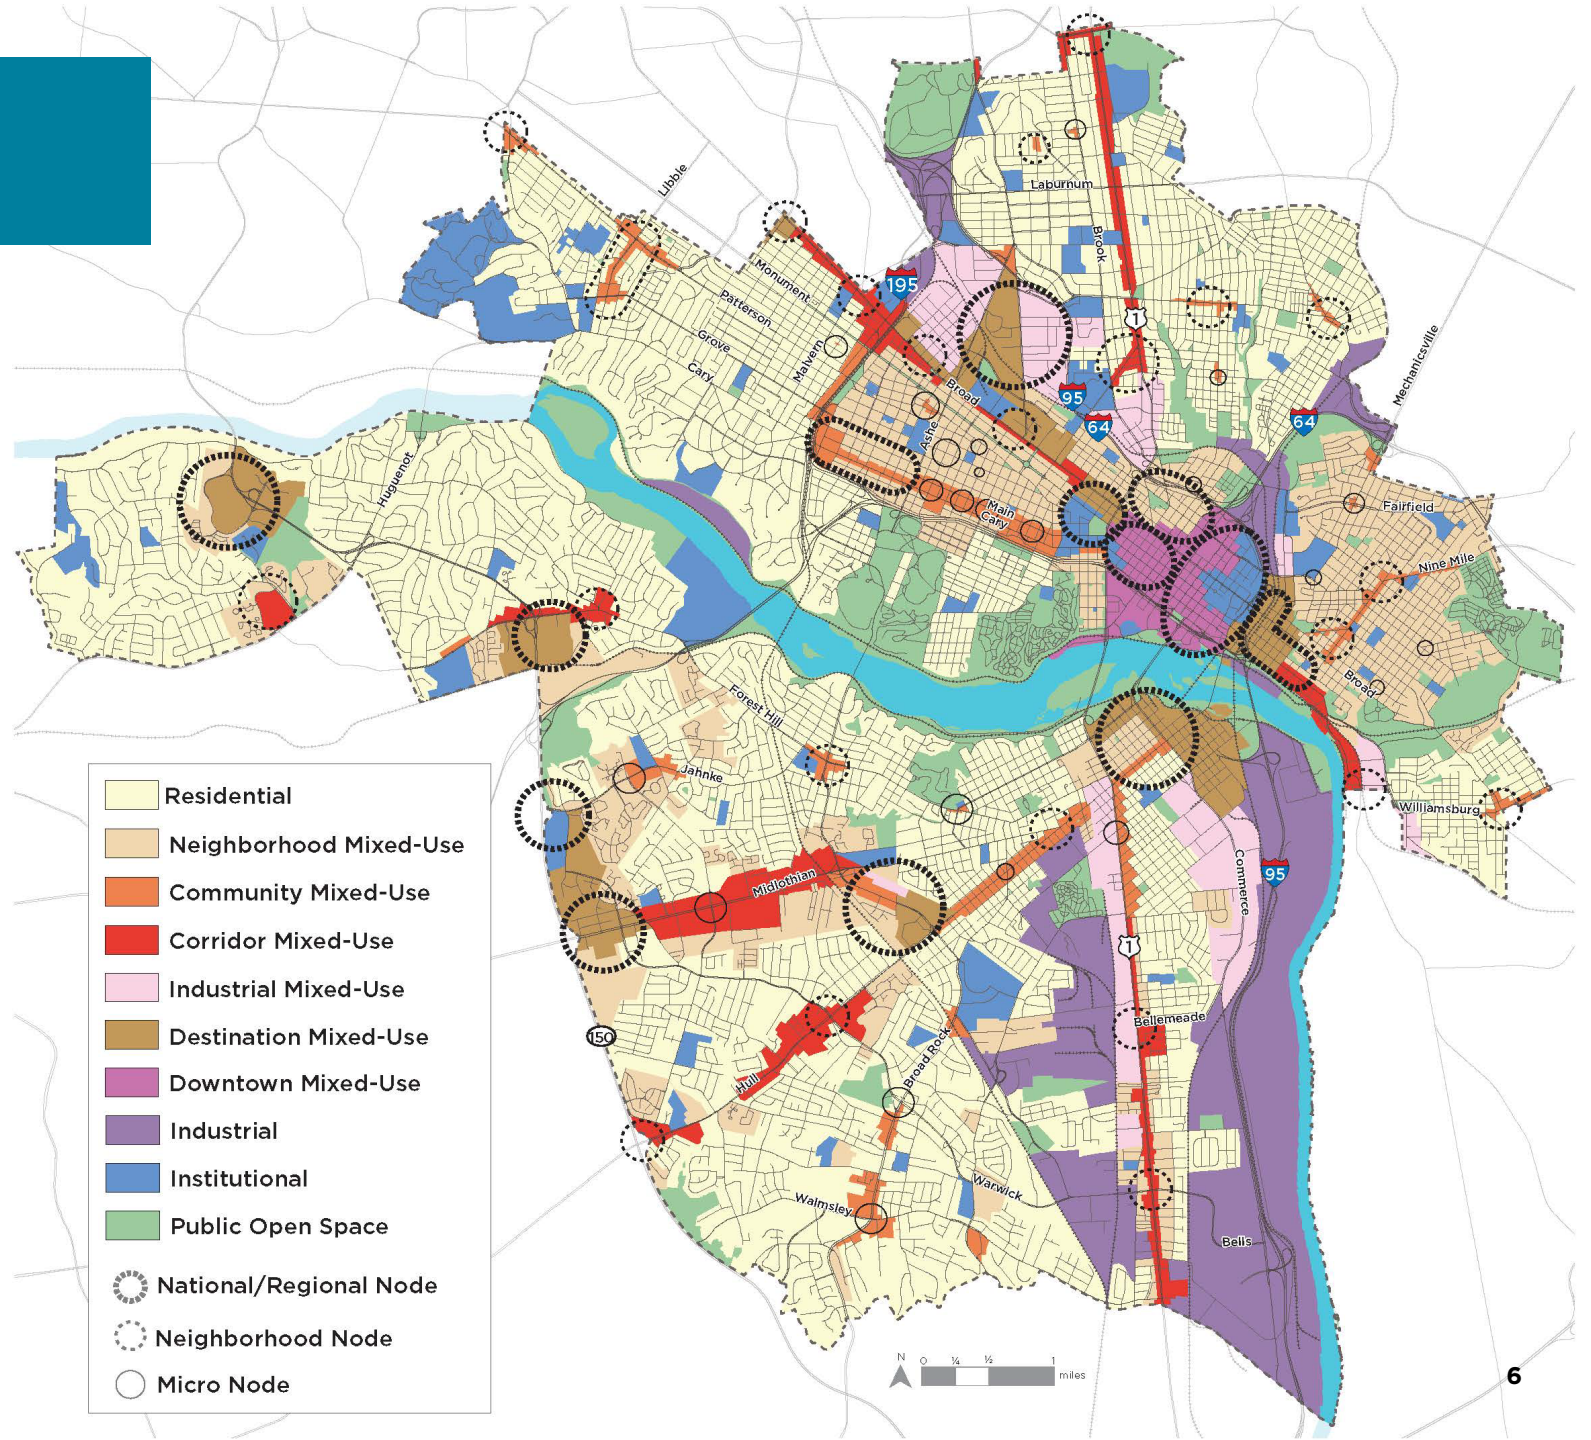 Libbie
Laburnum
Brook
Monument
195
Patterson
1
Grove
Malvern
Mechanicsville
Cary
Broad
95
64
64
Ashe
Huguenot
Main
Cary
Fairfield
Nine Mile
Broad
Forest Hill
Jahnke
Williamsburg
Commerce
95
Midlothian
1
Bellemeade
150
Broad Rock
Hull
Warwick
Walmsley
Bells
Residential
Neighborhood Mixed-Use
Community Mixed-Use
Corridor Mixed-Use
Industrial Mixed-Use
Destination Mixed-Use
Downtown Mixed-Use
Industrial
Institutional
Public Open Space
National/Regional Node
Neighborhood Node
Micro Node
N
0 ¼ ½ 1
miles
6